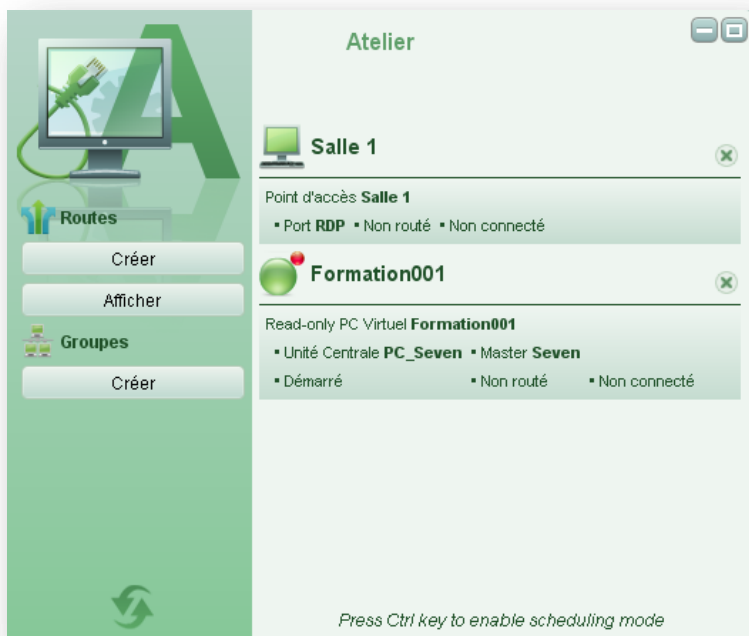 Atelier
Salle 1
Point d'accès Salle 1
▪ Port RDP ▪ Non routé ▪ Non connecté
Formation001
Read-only PC Virtuel Formation001
▪ Unité Centrale PC_Seven ▪ Master Seven
▪ Démarré ▪ Non routé ▪ Non connecté
Routes
Créer
Afficher
Groupes
Créer
Press Ctrl key to enable scheduling mode